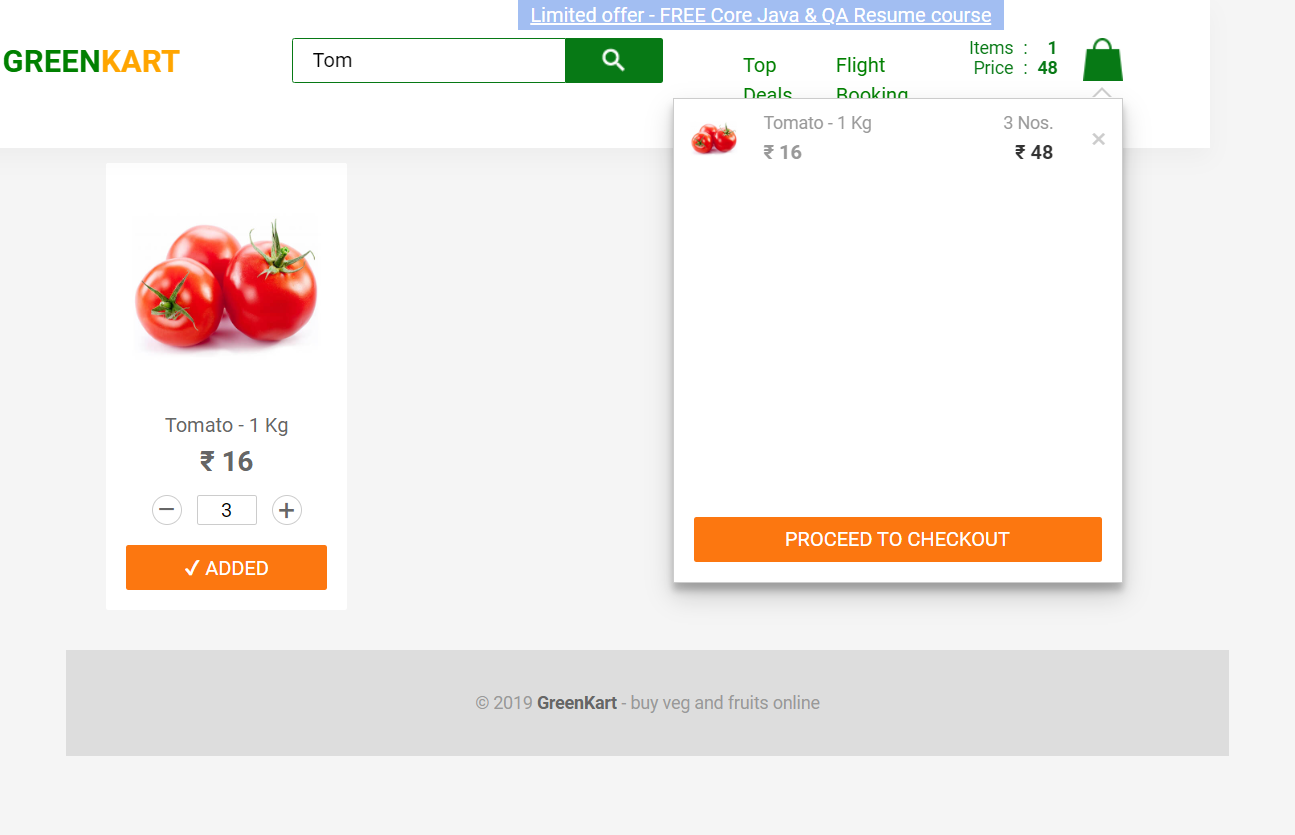 Limited offer - FREE Core Java & QA Resume course
GREENKART
Tom
Top Deals
Flight Booking
Items : 1
Price : 48
Tomato - 1 Kg 3 Nos. ×
₹ 16 ₹ 48
PROCEED TO CHECKOUT
Tomato - 1 Kg
₹ 16
− 3 +
✓ ADDED
© 2019 GreenKart - buy veg and fruits online